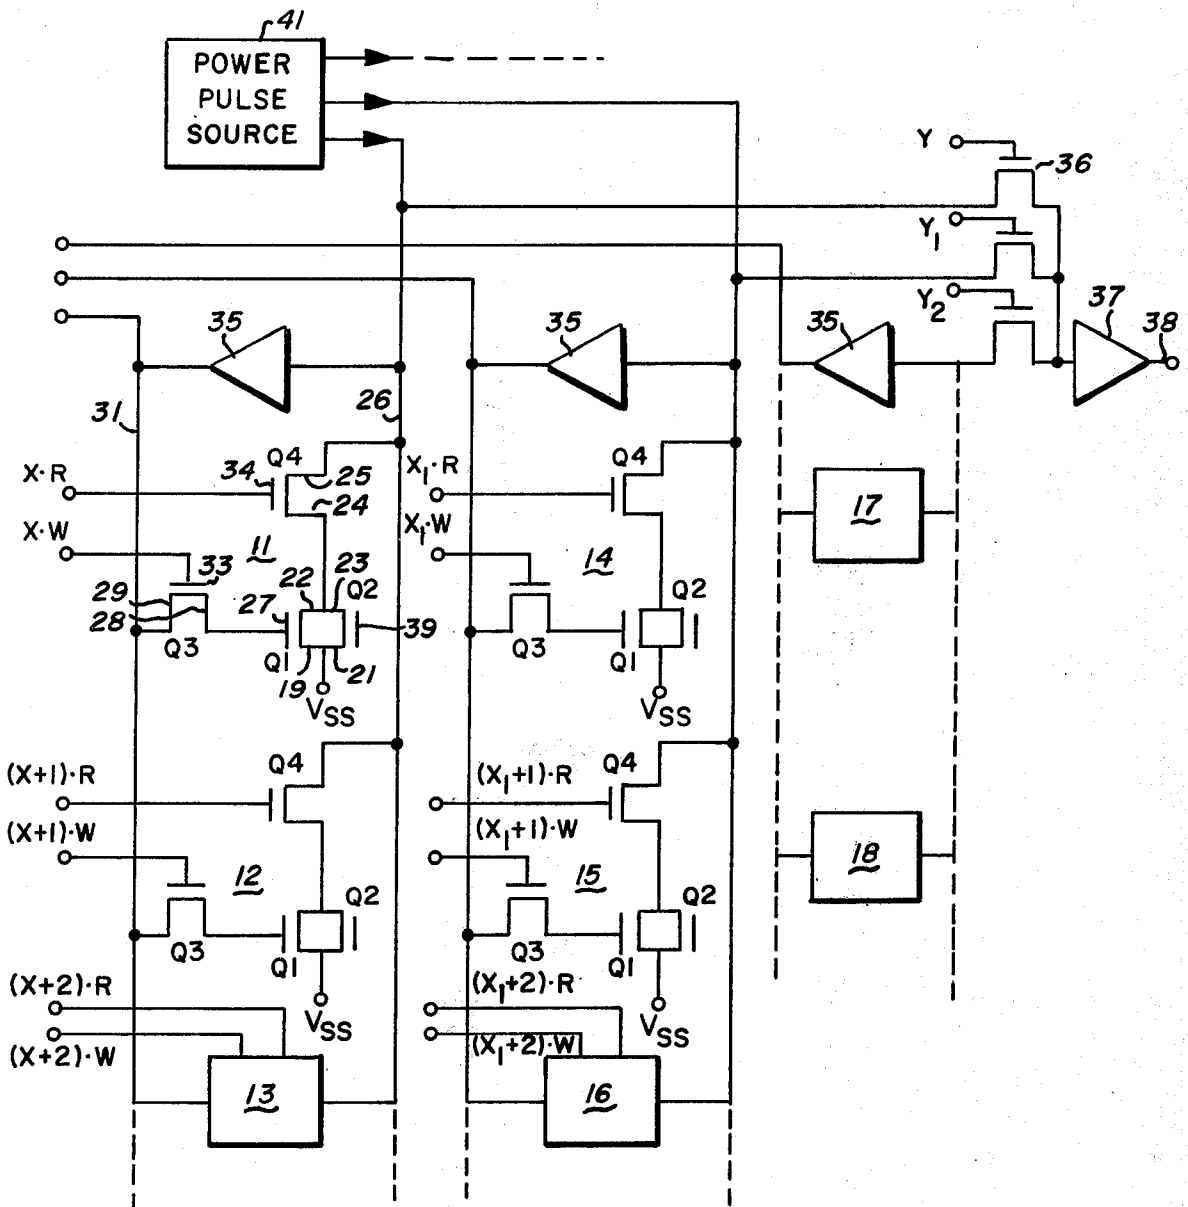 41
POWER
PULSE
SOURCE
Y
36
Y1
Y2
37
38
35
35
35
31
26
X·R
34
Q4
25
24
X1·R
Q4
17
X·W
11
33
X1·W
14
29
28
27
22
23
Q2
39
Q3
Q1
19
21
VSS
Q2
Q3
Q1
VSS
(X+1)·R
Q4
(X1+1)·R
Q4
(X+1)·W
(X1+1)·W
18
12
15
Q2
Q3
Q1
VSS
Q2
Q3
Q1
VSS
(X+2)·R
(X1+2)·R
(X+2)·W
(X1+2)·W
13
16